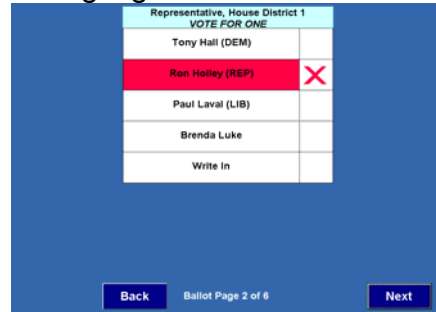 Representative, House District 1
VOTE FOR ONE
Tony Hall (DEM)
Ron Holley (REP)
Paul Laval (LIB)
Brenda Luke
Write In
Back
Ballot Page 2 of 6
Next